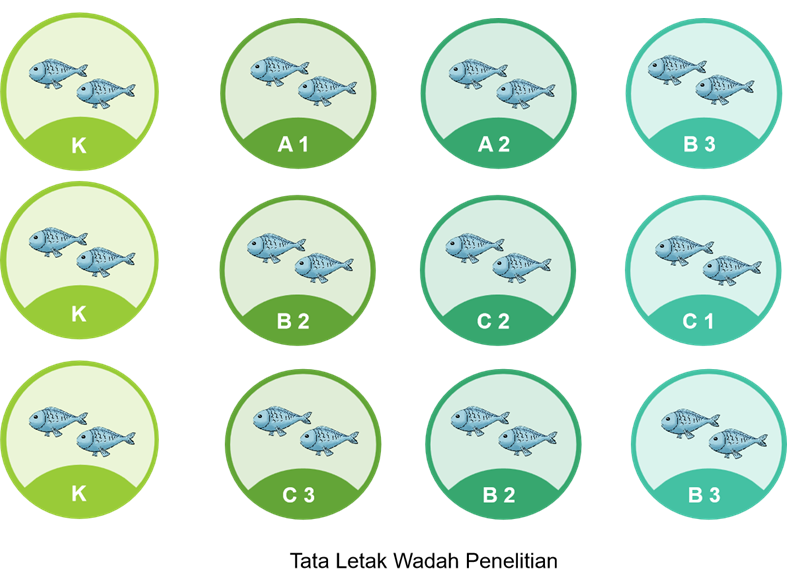 K
A 1
A 2
B 3
K
B 2
C 2
C 1
K
C 3
B 2
B 3
Tata Letak Wadah Penelitian